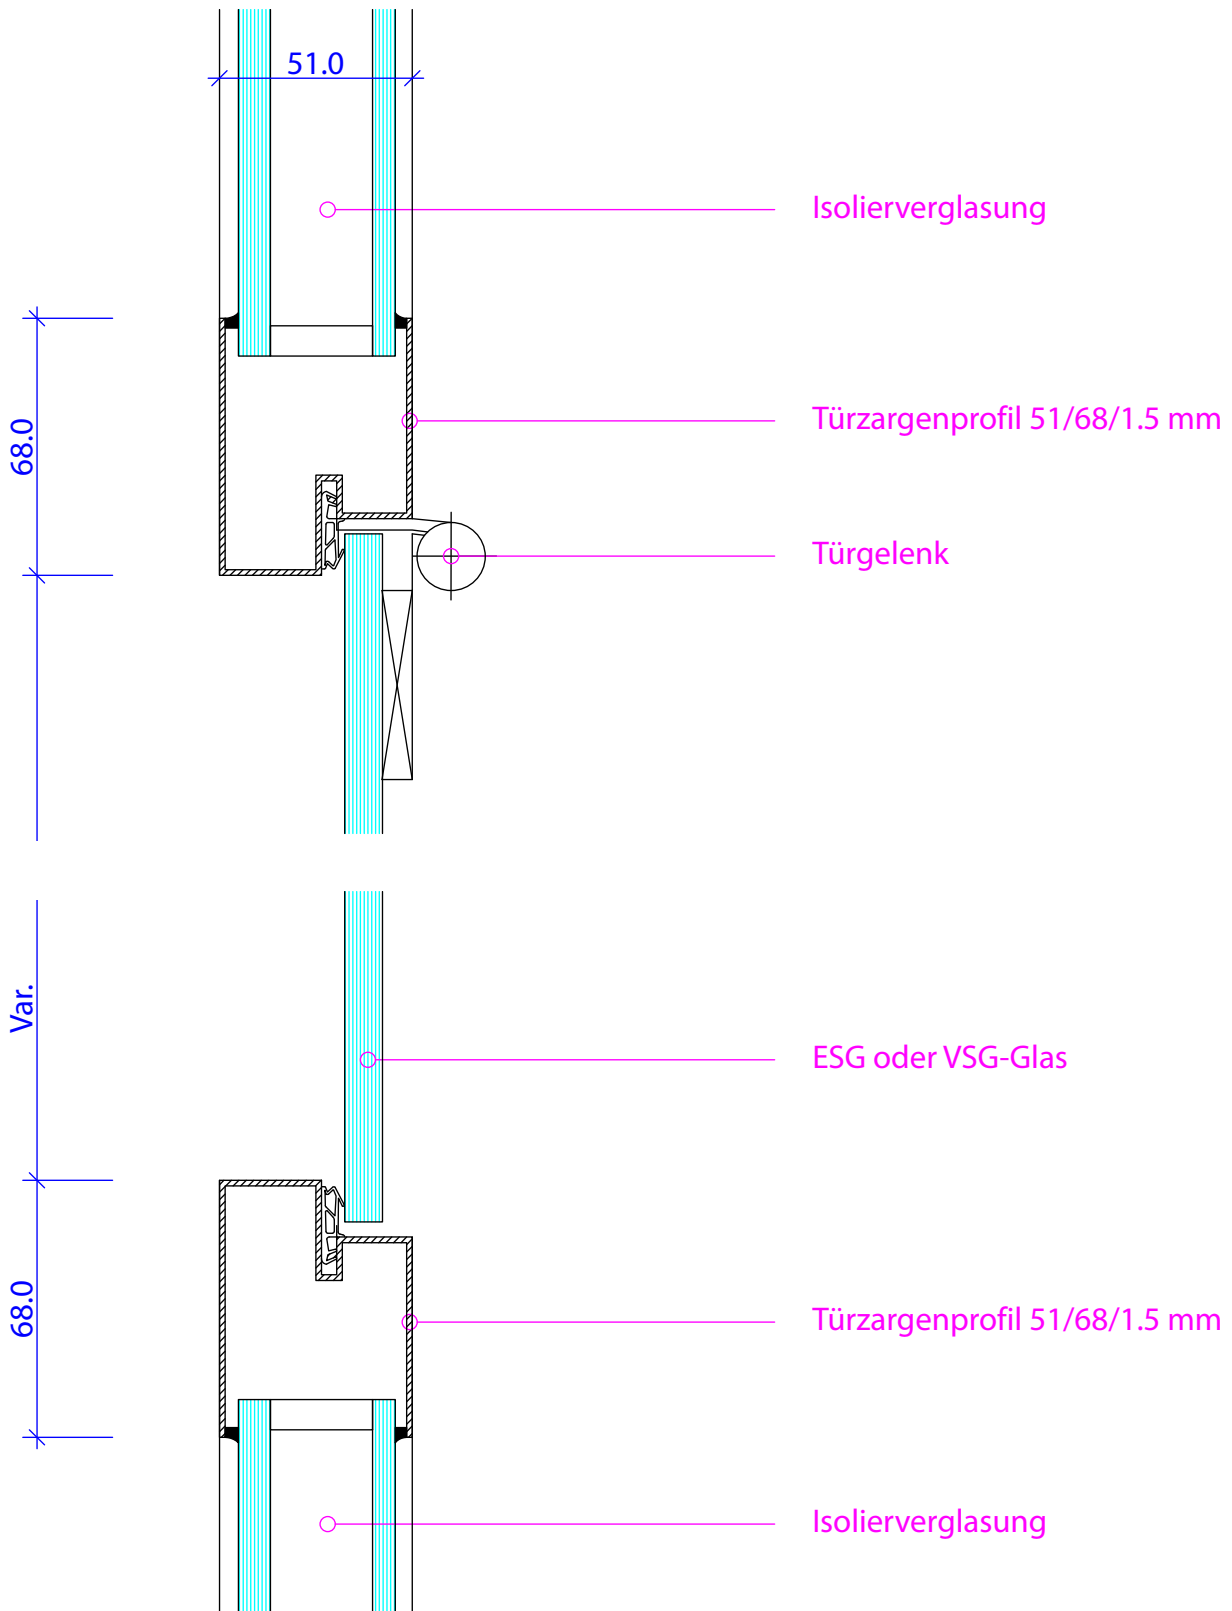 51.0
Isolierverglasung
68.0
Türzargenprofil 51/68/1.5 mm
Türgelenk
Var.
ESG oder VSG-Glas
68.0
Türzargenprofil 51/68/1.5 mm
Isolierverglasung